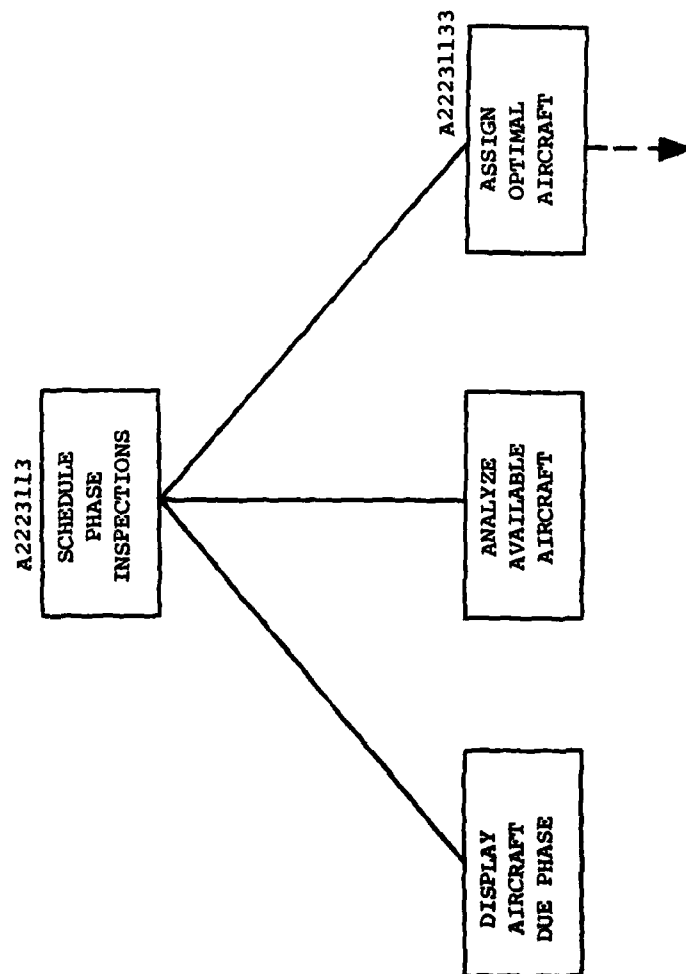 A2223113
SCHEDULE
PHASE
INSPECTIONS
DISPLAY
AIRCRAFT
DUE PHASE
ANALYZE
AVAILABLE
AIRCRAFT
A22231133
ASSIGN
OPTIMAL
AIRCRAFT